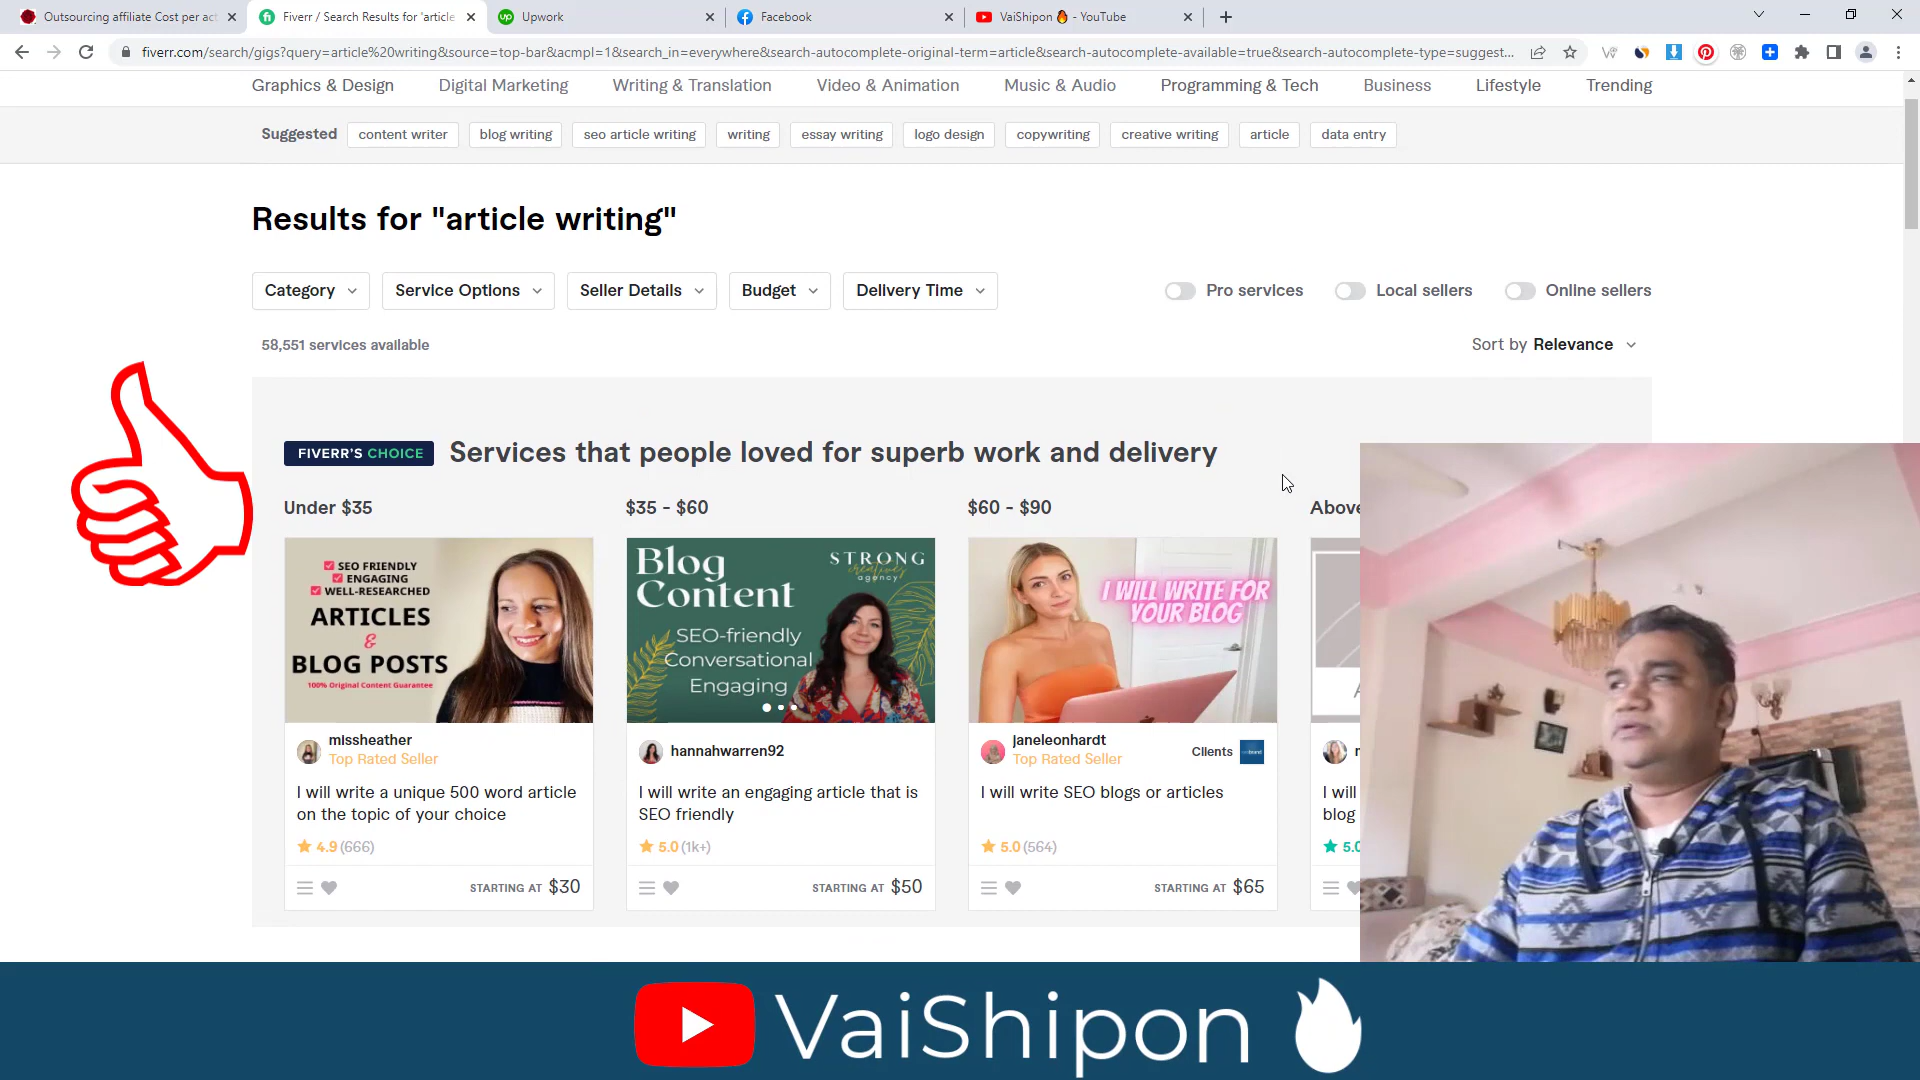 Outsourcing affiliate Cost per act
Fiverr / Search Results for 'article
Upwork
Facebook
VaiShipon 🔥 - YouTube
fiverr.com/search/gigs?query=article%20writing&source=top-bar&acmpl=1&search_in=everywhere&search-autocomplete-original-term=article&search-autocomplete-available=true&search-autocomplete-type=suggest...
Graphics & Design Digital Marketing Writing & Translation Video & Animation Music & Audio Programming & Tech Business Lifestyle Trending
Suggested content writer blog writing seo article writing writing essay writing logo design copywriting creative writing article data entry
Results for "article writing"
Category Service Options Seller Details Budget Delivery Time Pro services Local sellers Online sellers
58,551 services available Sort by Relevance
FIVERR'S CHOICE Services that people loved for superb work and delivery
Under $35 $35 - $60 $60 - $90 Above
SEO FRIENDLY
ENGAGING
WELL-RESEARCHED
ARTICLES
&
BLOG POSTS
100% Original Content Guarantee
missheather
Top Rated Seller
I will write a unique 500 word article
on the topic of your choice
4.9 (666)
STARTING AT $30
Blog
Content
STRONG
creatives
agency
SEO-friendly
Conversational
Engaging
hannahwarren92
I will write an engaging article that is
SEO friendly
5.0 (1k+)
STARTING AT $50
I WILL WRITE FOR
YOUR BLOG
janeleonhardt
Top Rated Seller
Clients
I will write SEO blogs or articles
5.0 (564)
STARTING AT $65
I will
blog
5.0
VaiShipon